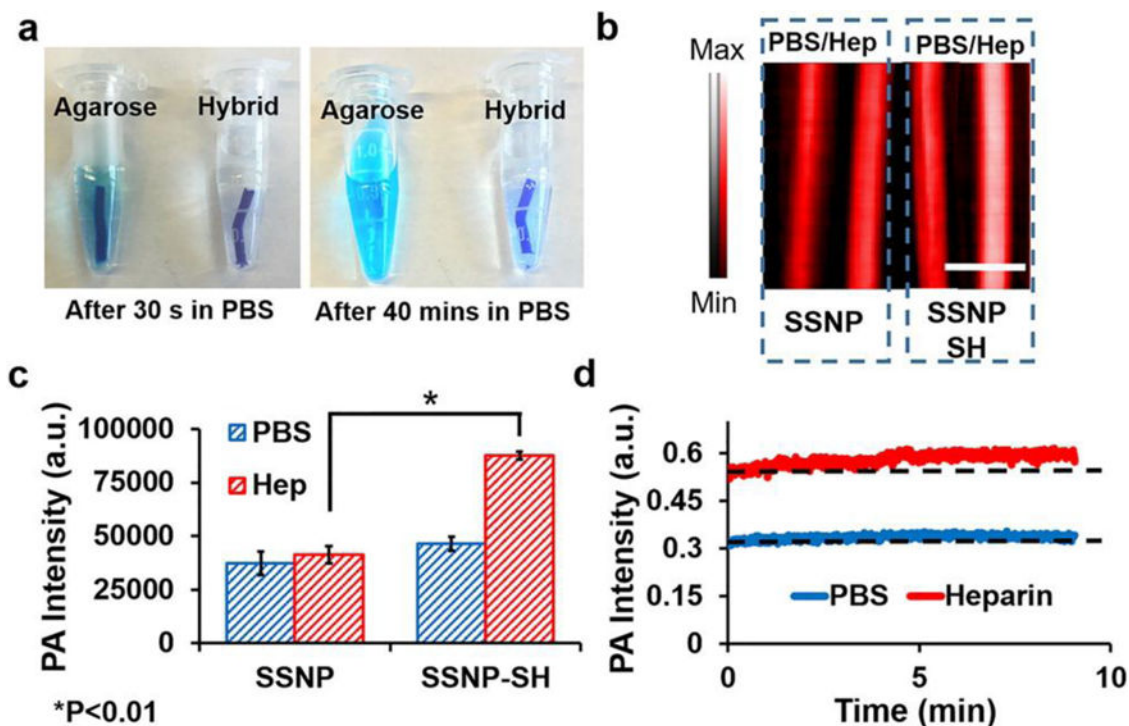 a
Agarose Hybrid
Agarose Hybrid
After 30 s in PBS
After 40 mins in PBS
b
PBS/Hep PBS/Hep
Max
Min
SSNP
SSNP
SH
c
PA Intensity (a.u.)
100000
75000
50000
25000
0
PBS
Hep
*
SSNP
SSNP-SH
*P<0.01
d
PA Intensity (a.u.)
0.6
0.45
0.3
0.15
0
PBS
Heparin
0
5
10
Time (min)